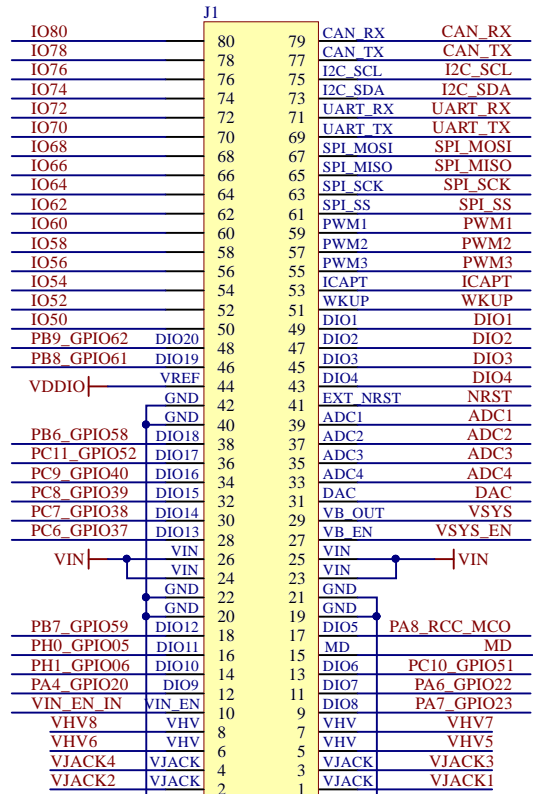 J1
IO80 80 79 CAN_RX CAN_RX
IO78 78 77 CAN_TX CAN_TX
IO76 76 75 I2C_SCL I2C_SCL
IO74 74 73 I2C_SDA I2C_SDA
IO72 72 71 UART_RX UART_RX
IO70 70 69 UART_TX UART_TX
IO68 68 67 SPI_MOSI SPI_MOSI
IO66 66 65 SPI_MISO SPI_MISO
IO64 64 63 SPI_SCK SPI_SCK
IO62 62 61 SPI_SS SPI_SS
IO60 60 59 PWM1 PWM1
IO58 58 57 PWM2 PWM2
IO56 56 55 PWM3 PWM3
IO54 54 53 ICAPT ICAPT
IO52 52 51 WKUP WKUP
IO50 50 49 DIO1 DIO1
PB9_GPIO62 DIO20 48 47 DIO2 DIO2
PB8_GPIO61 DIO19 46 45 DIO3 DIO3
VDDIO VREF 44 43 DIO4 DIO4
GND 42 41 EXT_NRST NRST
GND 40 39 ADC1 ADC1
PB6_GPIO58 DIO18 38 37 ADC2 ADC2
PC11_GPIO52 DIO17 36 35 ADC3 ADC3
PC9_GPIO40 DIO16 34 33 ADC4 ADC4
PC8_GPIO39 DIO15 32 31 DAC DAC
PC7_GPIO38 DIO14 30 29 VB_OUT VSYS
PC6_GPIO37 DIO13 28 27 VB_EN VSYS_EN
VIN VIN 26 25 VIN VIN
VIN 24 23 VIN
GND 22 21 GND
GND 20 19 GND
PB7_GPIO59 DIO12 18 17 DIO5 PA8_RCC_MCO
PH0_GPIO05 DIO11 16 15 MD MD
PH1_GPIO06 DIO10 14 13 DIO6 PC10_GPIO51
PA4_GPIO20 DIO9 12 11 DIO7 PA6_GPIO22
VIN_EN_IN VIN_EN 10 9 DIO8 PA7_GPIO23
VHV8 VHV 8 7 VHV VHV7
VHV6 VHV 6 5 VHV VHV5
VJACK4 VJACK 4 3 VJACK VJACK3
VJACK2 VJACK 2 1 VJACK VJACK1